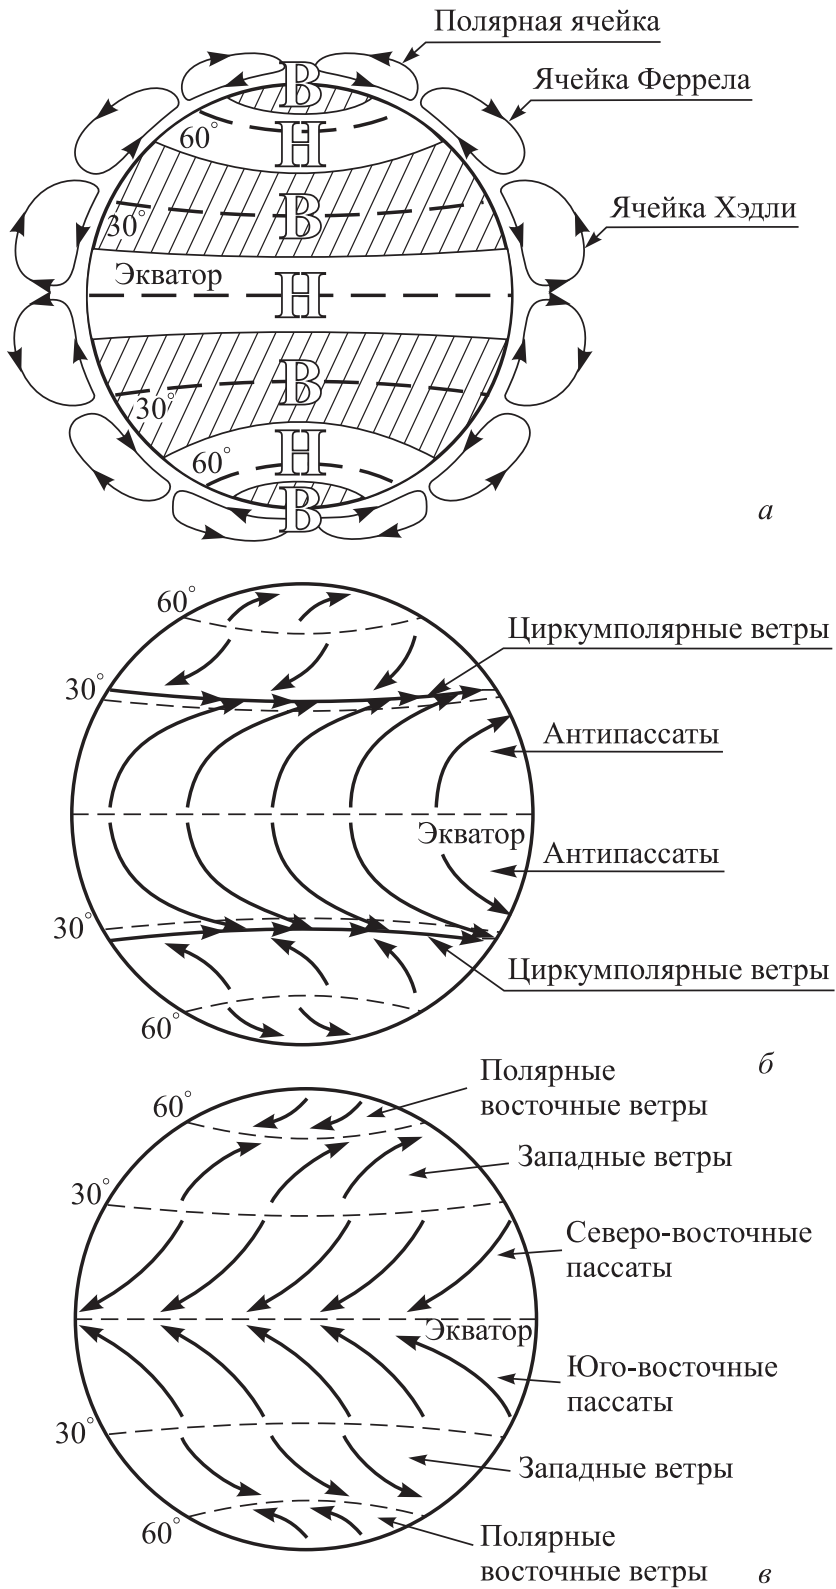 Полярная ячейка
В
Ячейка Феррела
60°
Н
30°
В
Ячейка Хэдли
Экватор
Н
В
30°
Н
60°
В
а
60°
Циркумполярные ветры
30°
Антипассаты
Экватор
Антипассаты
30°
Циркумполярные ветры
60°
б
Полярные
восточные ветры
60°
Западные ветры
30°
Северо-восточные
пассаты
Экватор
Юго-восточные
пассаты
30°
Западные ветры
60°
Полярные
восточные ветры
в